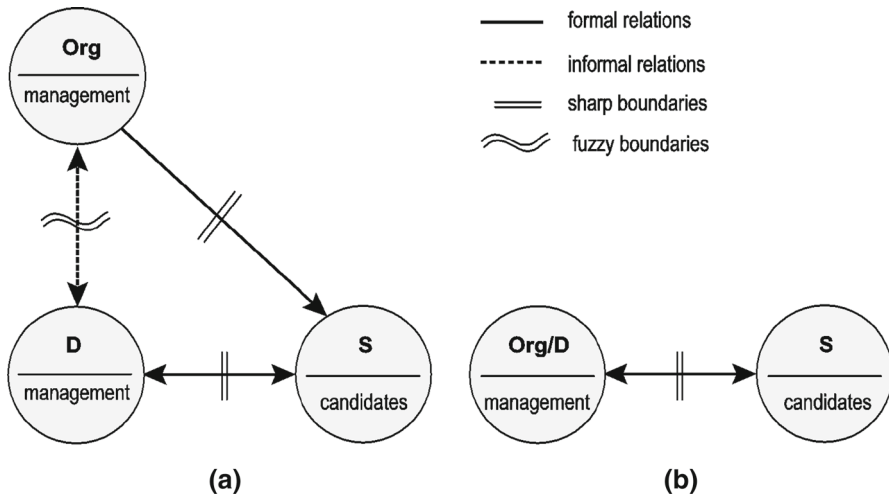 Org
management
formal relations
informal relations
sharp boundaries
fuzzy boundaries
D
management
S
candidates
(a)
Org/D
management
S
candidates
(b)